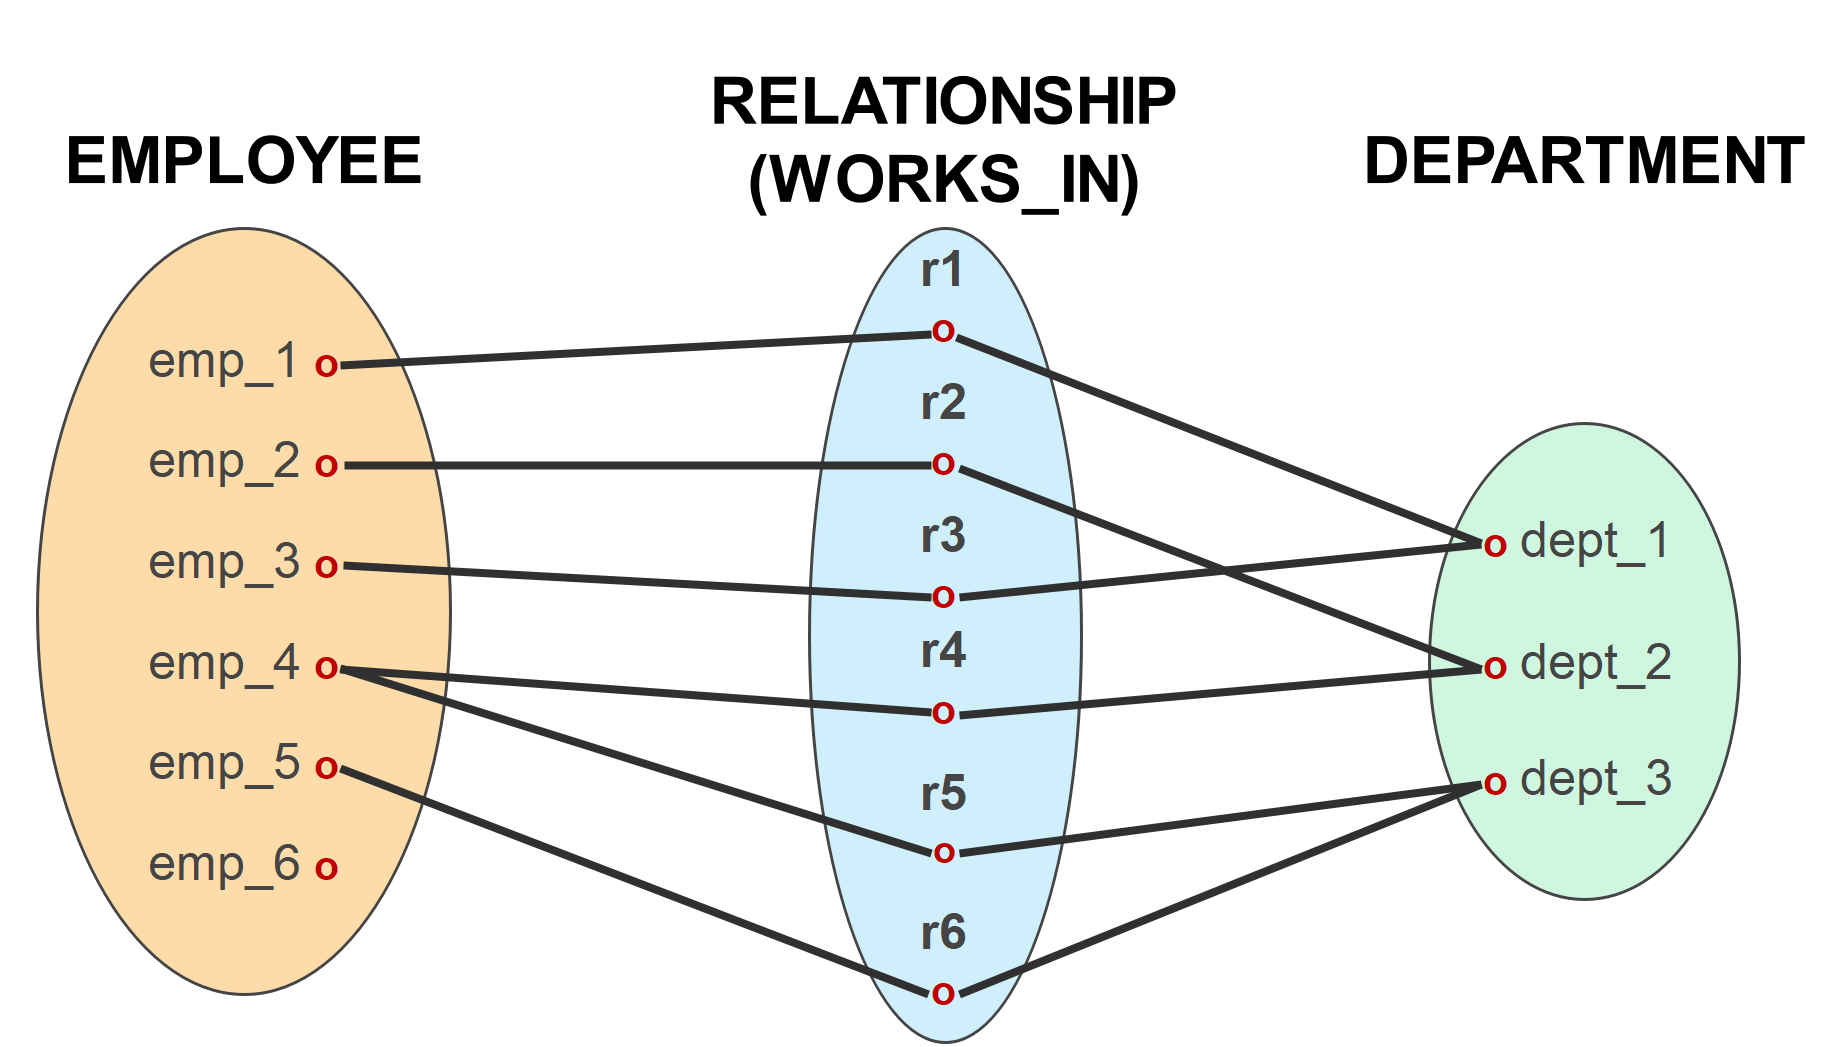 EMPLOYEE
RELATIONSHIP
(WORKS_IN)
DEPARTMENT
emp_1 o
emp_2 o
emp_3 o
emp_4 o
emp_5 o
emp_6 o
r1
o
r2
o
r3
o
r4
o
r5
o
r6
o
o dept_1
o dept_2
o dept_3